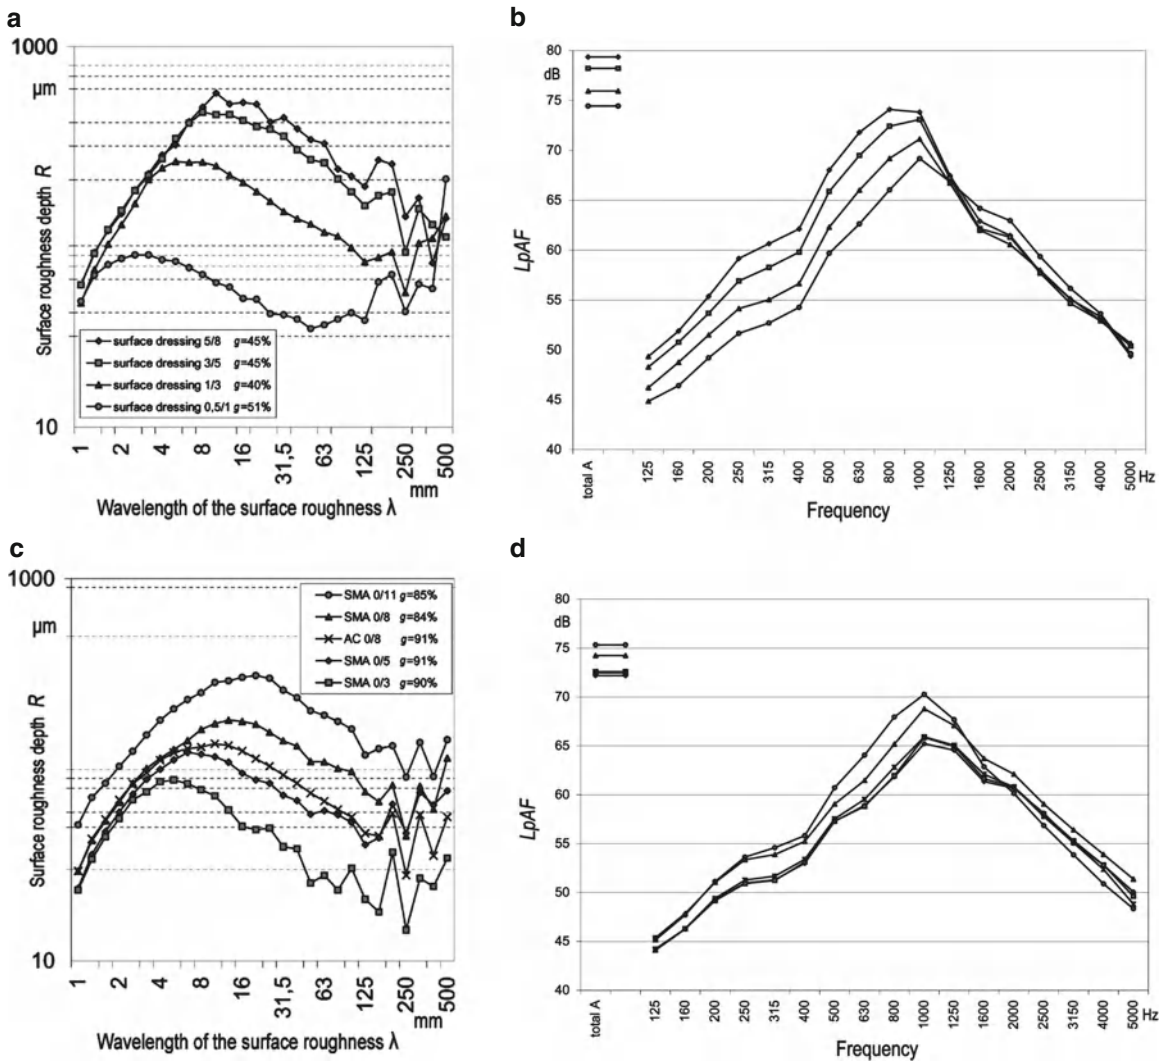 a
1000
µm
Surface roughness depth R
10
surface dressing 5/8 g=45%
surface dressing 3/5 g=45%
surface dressing 1/3 g=40%
surface dressing 0,5/1 g=51%
1 2 4 8 16 31,5 63 125 250 500
mm
Wavelength of the surface roughness λ
b
80
dB
75
70
65
60
55
50
45
40
LpAF
total A 125 160 200 250 315 400 500 630 800 1000 1250 1600 2000 2500 3150 4000 5000 Hz
Frequency
c
1000
µm
Surface roughness depth R
10
SMA 0/11 g=85%
SMA 0/8 g=84%
AC 0/8 g=91%
SMA 0/5 g=91%
SMA 0/3 g=90%
1 2 4 8 16 31,5 63 125 250 500
mm
Wavelength of the surface roughness λ
d
80
dB
75
70
65
60
55
50
45
40
LpAF
total A 125 160 200 250 315 400 500 630 800 1000 1250 1600 2000 2500 3150 4000 5000 Hz
Frequency